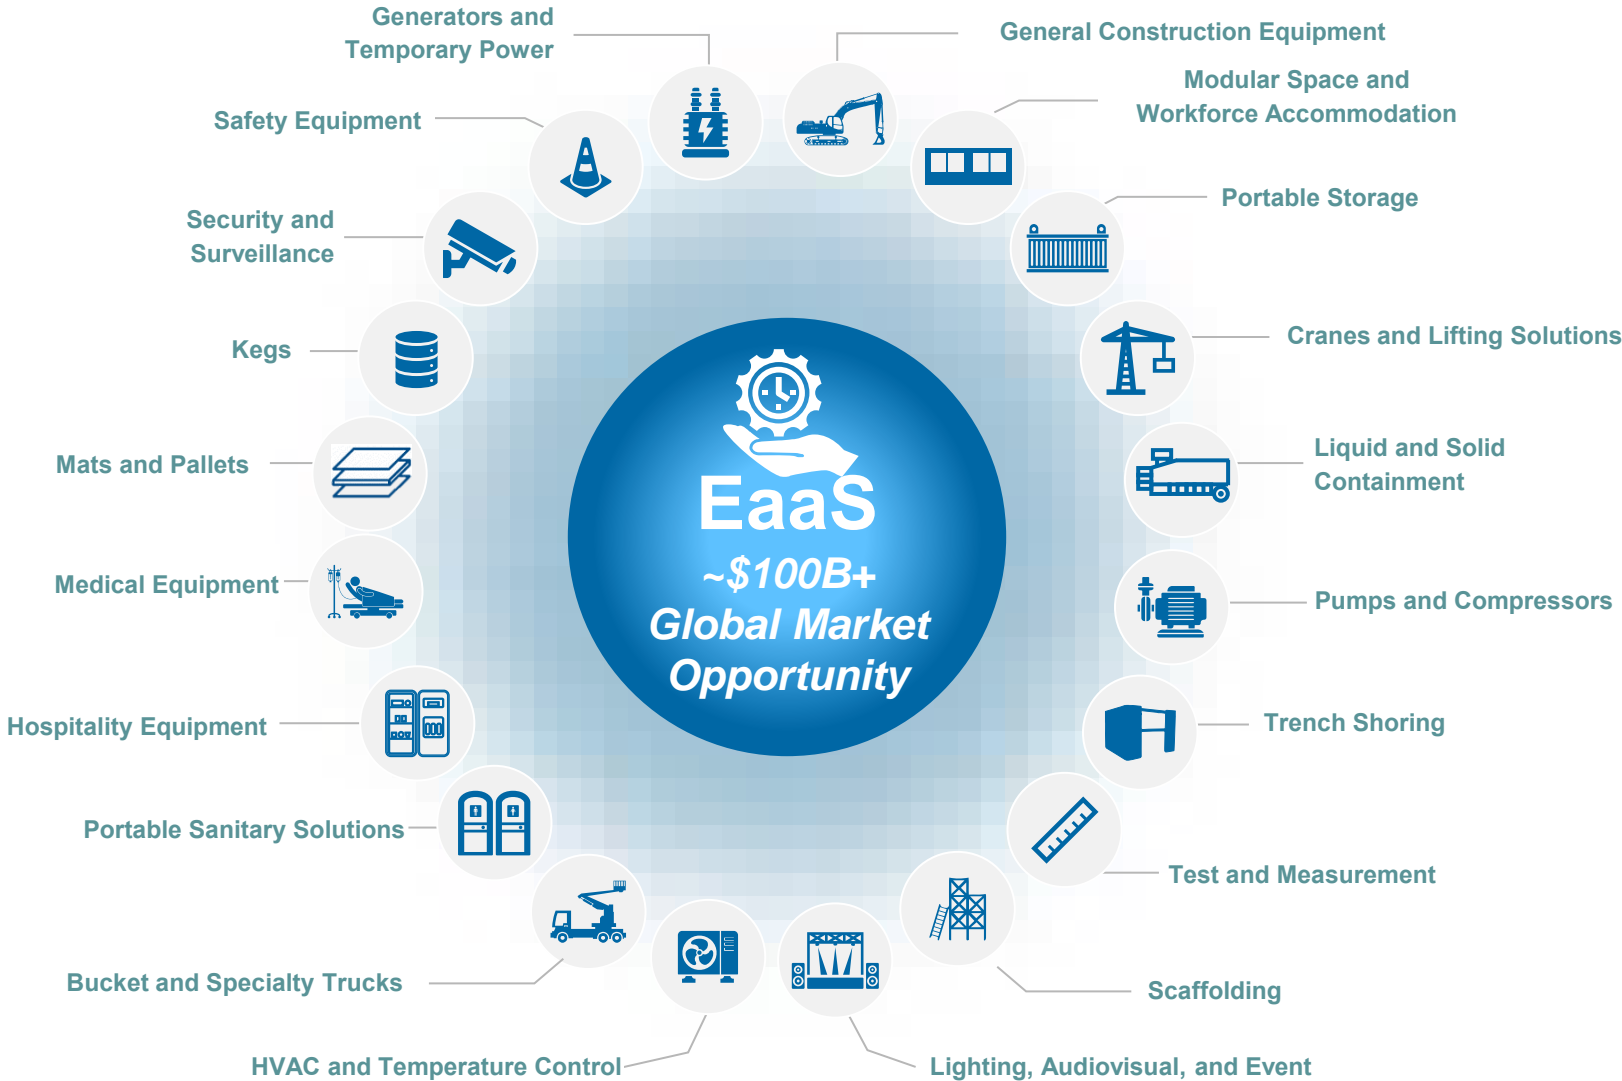 Generators and
Temporary Power
General Construction Equipment
Modular Space and
Workforce Accommodation
Safety Equipment
Portable Storage
Security and
Surveillance
Cranes and Lifting Solutions
Kegs
Liquid and Solid
Containment
Mats and Pallets
EaaS
~$100B+
Global Market
Opportunity
Medical Equipment
Pumps and Compressors
Hospitality Equipment
Trench Shoring
Portable Sanitary Solutions
Test and Measurement
Bucket and Specialty Trucks
Scaffolding
HVAC and Temperature Control
Lighting, Audiovisual, and Event